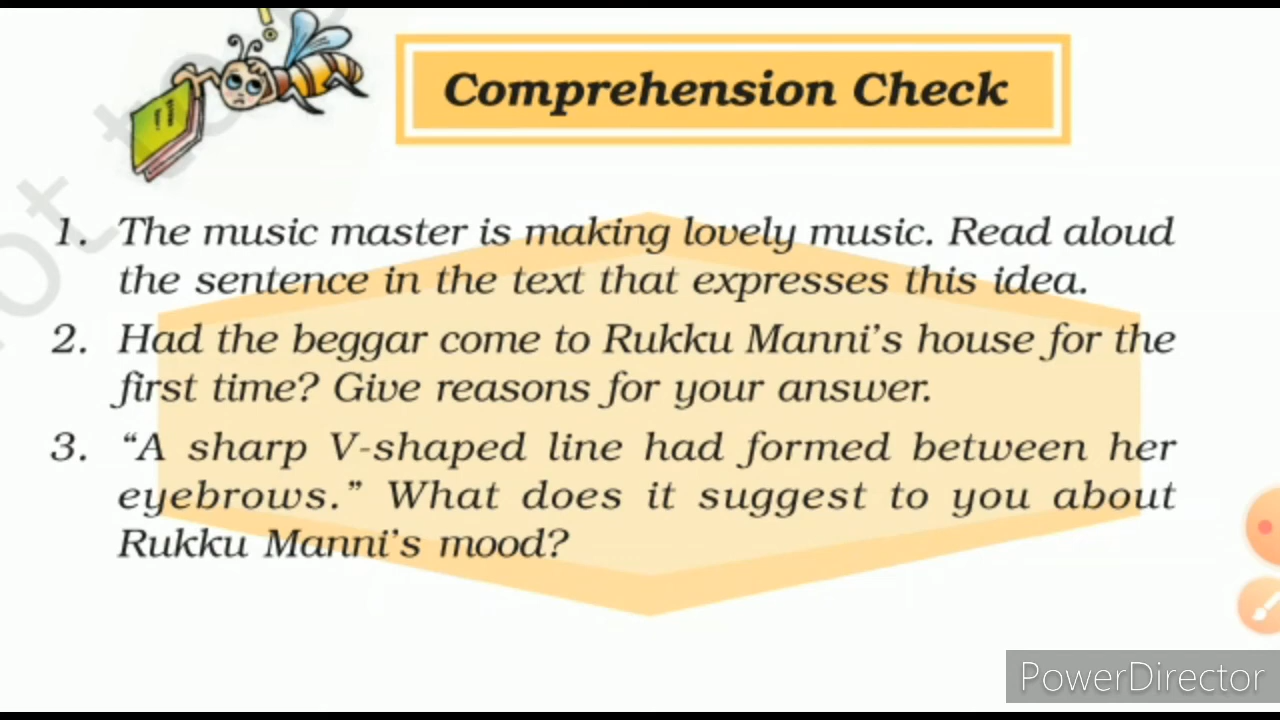 Comprehension Check
1. The music master is making lovely music. Read aloud
the sentence in the text that expresses this idea.
2. Had the beggar come to Rukku Manni's house for the
first time? Give reasons for your answer.
3. “A sharp V-shaped line had formed between her
eyebrows.” What does it suggest to you about
Rukku Manni's mood?
PowerDirector